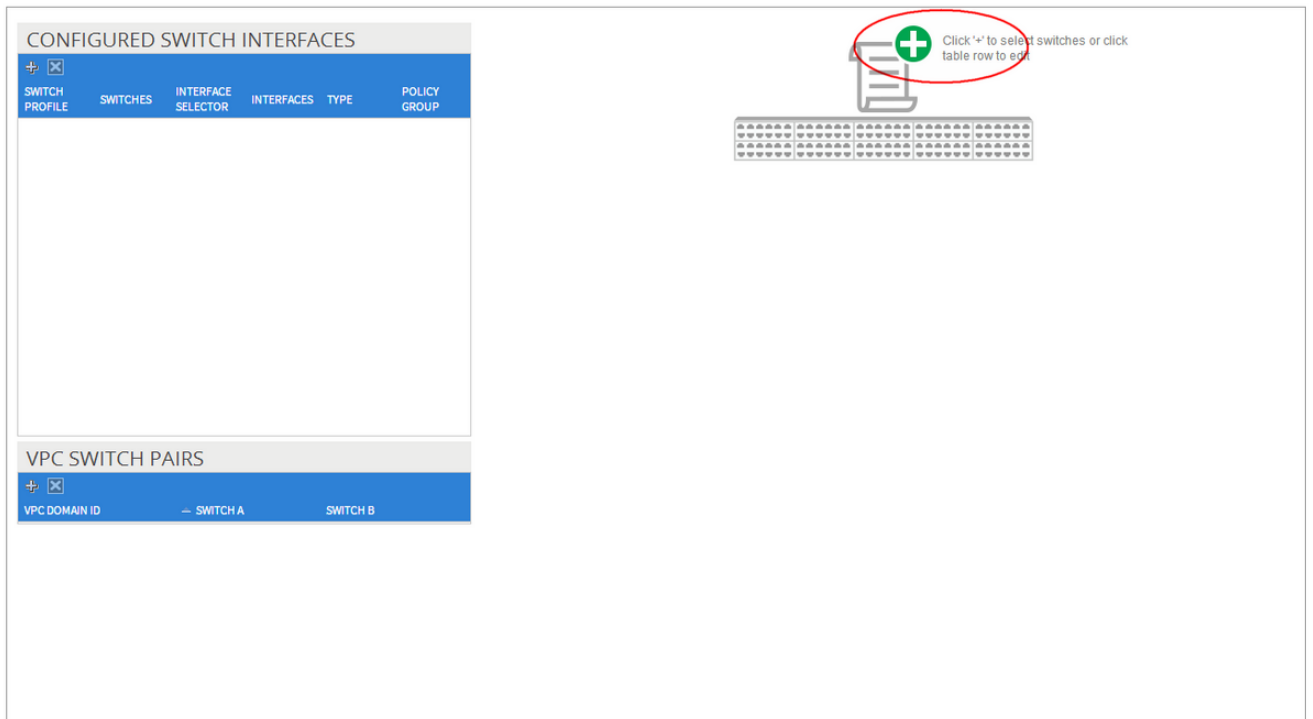 CONFIGURED SWITCH INTERFACES
SWITCH PROFILE
SWITCHES
INTERFACE SELECTOR
INTERFACES
TYPE
POLICY GROUP
VPC SWITCH PAIRS
VPC DOMAIN ID
SWITCH A
SWITCH B
Click '+' to select switches or click
table row to edit